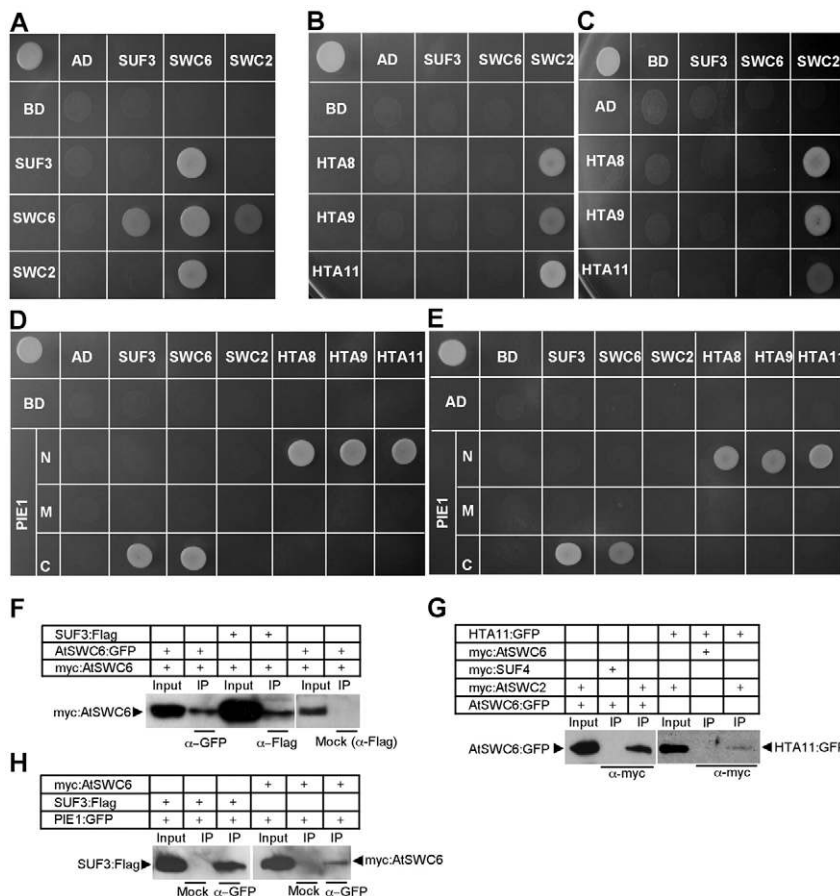 A
AD SUF3 SWC6 SWC2
BD
SUF3
SWC6
SWC2
B
AD SUF3 SWC6 SWC2
BD
HTA8
HTA9
HTA11
C
BD SUF3 SWC6 SWC2
AD
HTA8
HTA9
HTA11
D
AD SUF3 SWC6 SWC2 HTA8 HTA9 HTA11
BD
PIE1
N
M
C
E
BD SUF3 SWC6 SWC2 HTA8 HTA9 HTA11
AD
PIE1
N
M
C
F
SUF3:Flag + +
AtSWC6:GFP + + + +
myc:AtSWC6 + + + + + +
Input IP Input IP Input IP
myc:AtSWC6
α-GFP α-Flag Mock (α-Flag)
G
HTA11:GFP + + +
myc:AtSWC6 +
myc:SUF4 +
myc:AtSWC2 + + + +
AtSWC6:GFP + + +
Input IP IP Input IP IP
AtSWC6:GFP HTA11:GFP
α-myc α-myc
H
myc:AtSWC6 + + +
SUF3:Flag + + +
PIE1:GFP + + + + + +
Input IP IP Input IP IP
SUF3:Flag myc:AtSWC6
Mock α-GFP Mock α-GFP